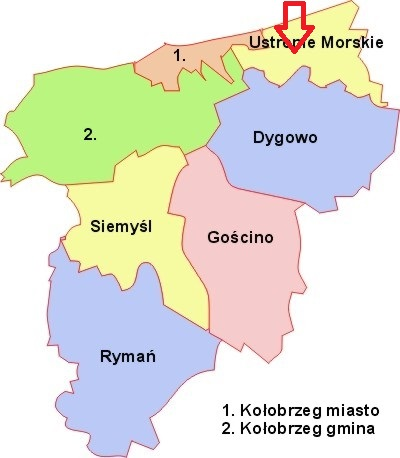 Ustronie Morskie
1.
2.
Dygowo
Siemyśl
Gościno
Rymań
1. Kołobrzeg miasto
2. Kołobrzeg gmina